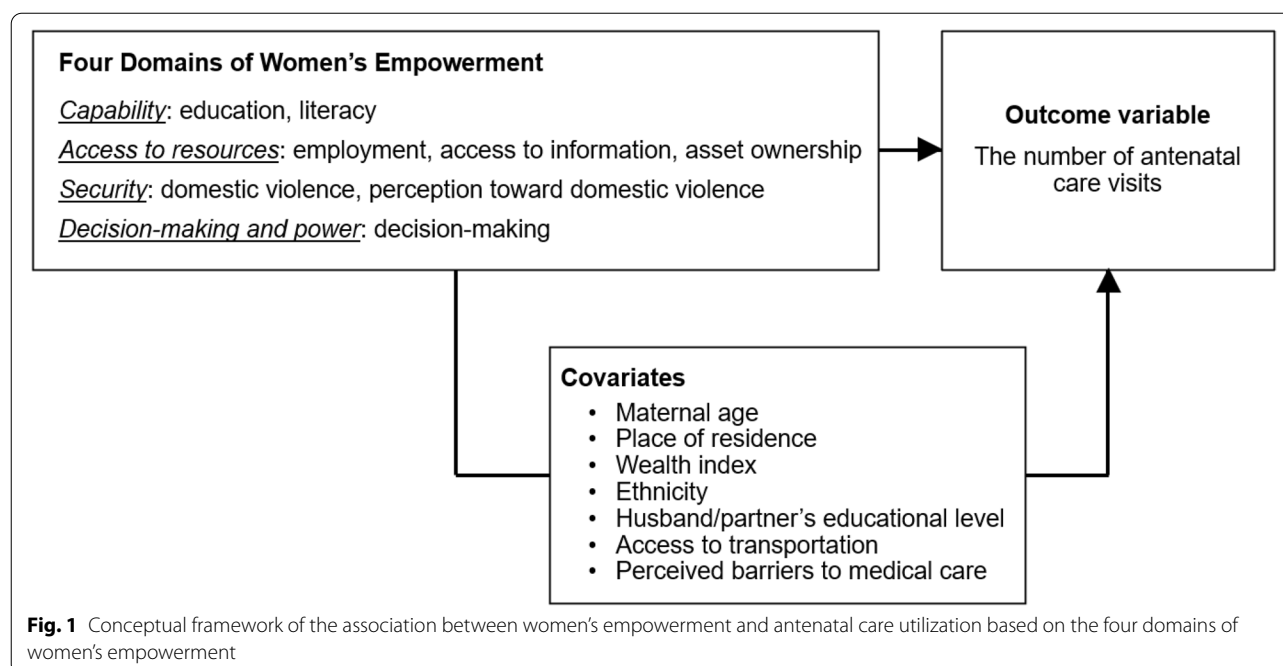 Four Domains of Women’s Empowerment
Capability: education, literacy
Access to resources: employment, access to information, asset ownership
Security: domestic violence, perception toward domestic violence
Decision-making and power: decision-making
Outcome variable
The number of antenatal
care visits
Covariates
• Maternal age
• Place of residence
• Wealth index
• Ethnicity
• Husband/partner’s educational level
• Access to transportation
• Perceived barriers to medical care
Fig. 1 Conceptual framework of the association between women’s empowerment and antenatal care utilization based on the four domains of
women’s empowerment